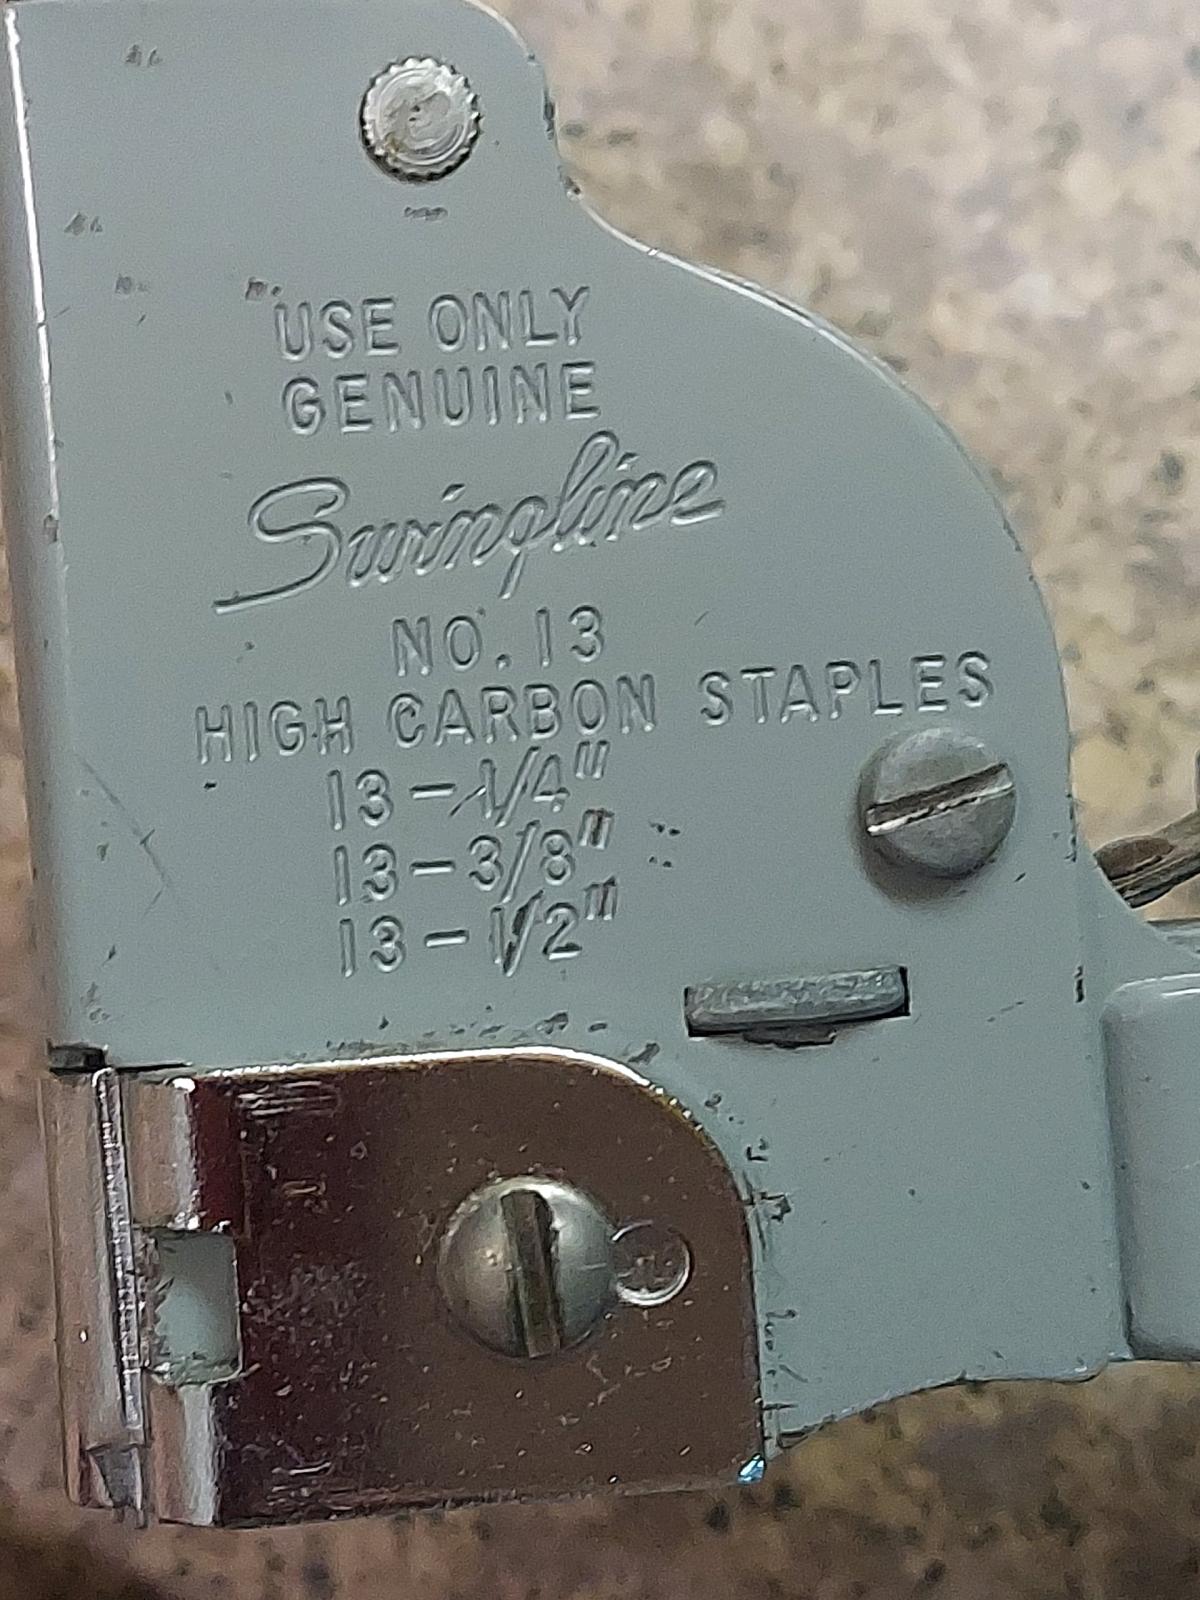 USE ONLY
GENUINE
Swingline
NO. 13
HIGH CARBON STAPLES
13-1/4"
13-3/8"
13-1/2"